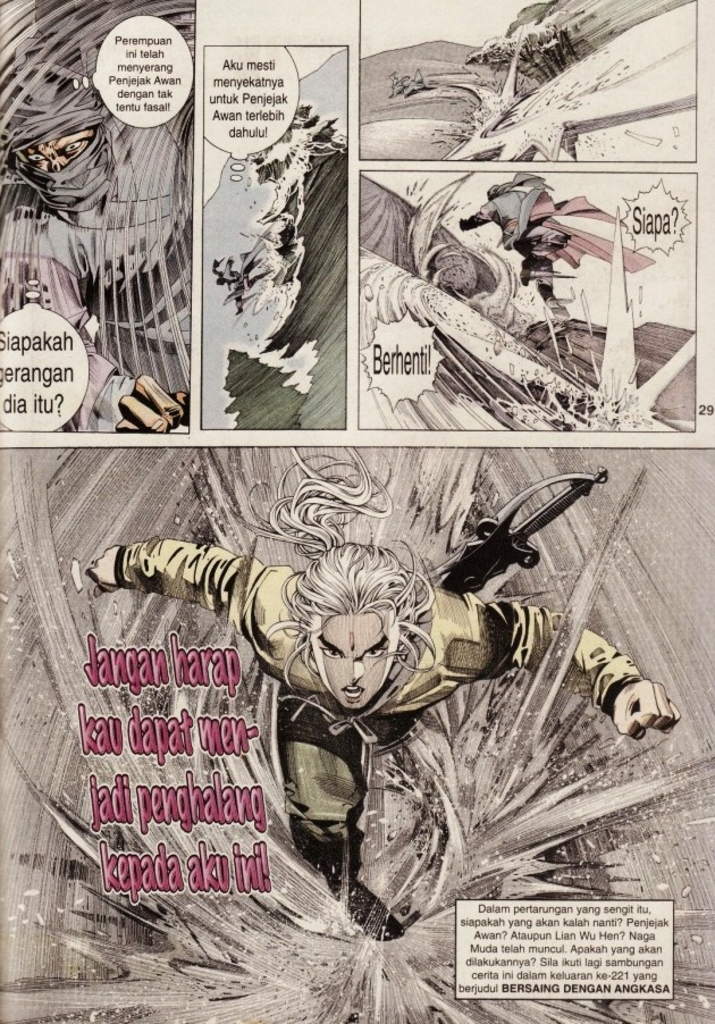 Perempuan
ini telah
menyerang
Penjejak Awan
dengan tak
tentu fasal!
Siapakah
gerangan
dia itu?
Aku mesti
menyekatnya
untuk Penjejak
Awan terlebih
dahulu!
Siapa?
Berhenti!
29
Jangan harap
kau dapat men-
jadi penghalang
kepada aku ini!
Dalam pertarungan yang sengit itu,
siapakah yang akan kalah nanti? Penjejak
Awan? Ataupun Lian Wu Hen? Naga
Muda telah muncul. Apakah yang akan
dilakukannya? Sila ikuti lagi sambungan
cerita ini dalam keluaran ke-221 yang
berjudul BERSAING DENGAN ANGKASA